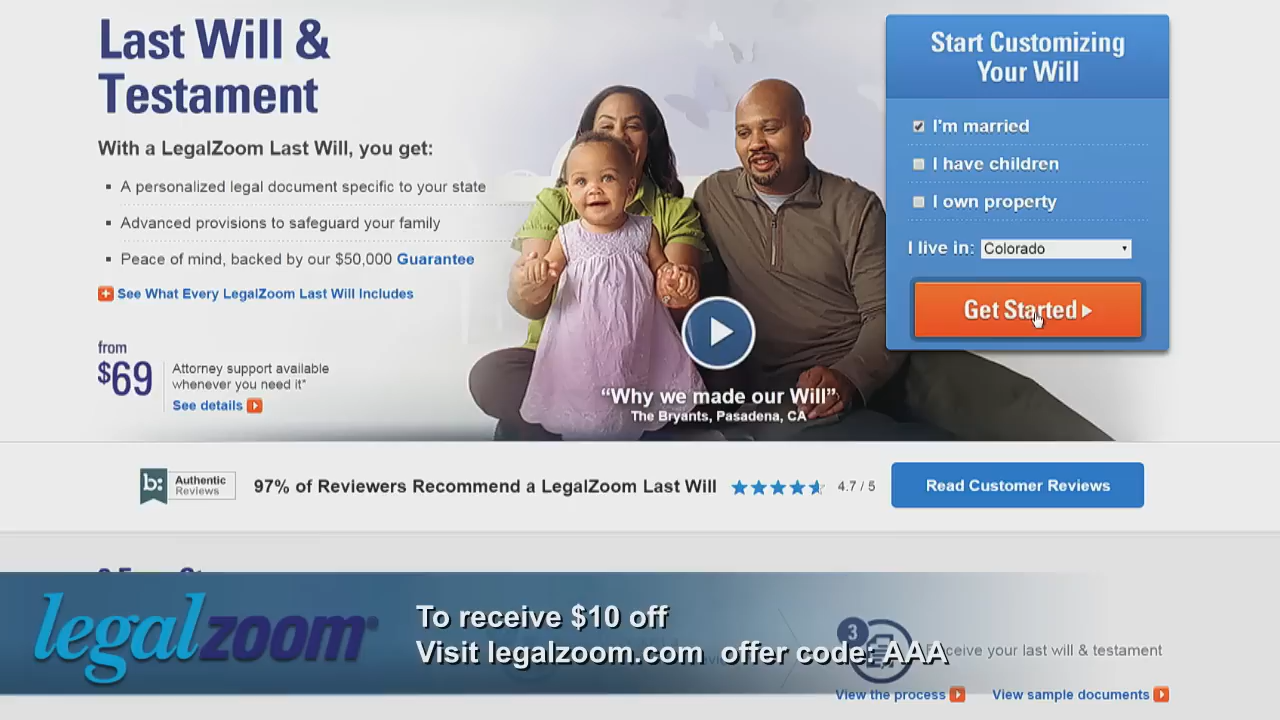 Last Will &
Testament
With a LegalZoom Last Will, you get:
A personalized legal document specific to your state
Advanced provisions to safeguard your family
Peace of mind, backed by our $50,000 Guarantee
See What Every LegalZoom Last Will Includes
from
$69
Attorney support available
whenever you need it*
See details
"Why we made our Will"
The Bryants, Pasadena, CA
Start Customizing
Your Will
I'm married
I have children
I own property
I live in: Colorado
Get Started
b: Authentic
Reviews
97% of Reviewers Recommend a LegalZoom Last Will
4.7 / 5
Read Customer Reviews
legalzoom
To receive $10 off
Visit legalzoom.com offer code: AAA
3
your last will & testament
View the process
View sample documents